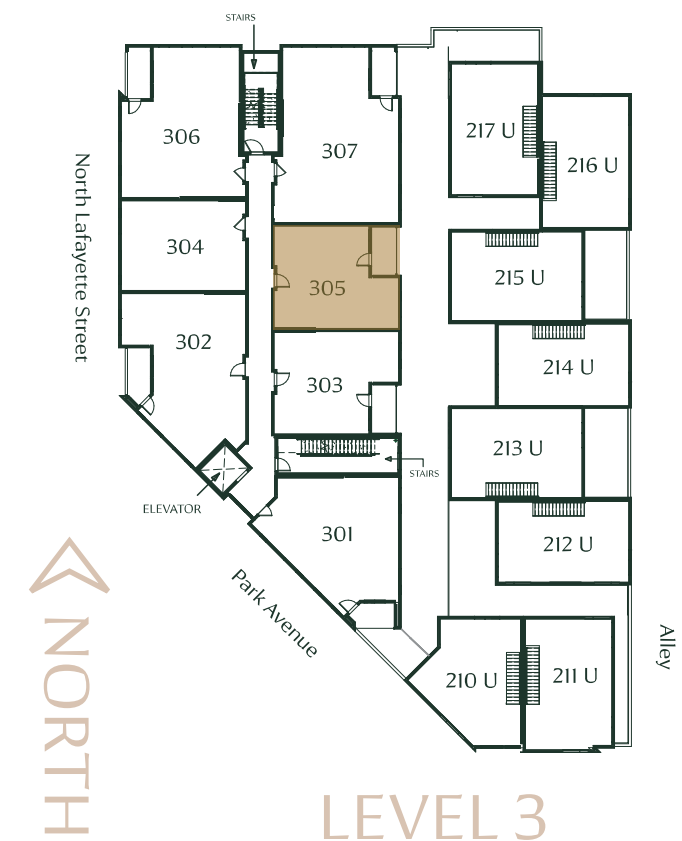 STAIRS
306
307
217 U
216 U
North Lafayette Street
304
305
215 U
302
303
214 U
213 U
STAIRS
ELEVATOR
301
212 U
Park Avenue
210 U
211 U
Alley
NORTH
LEVEL 3